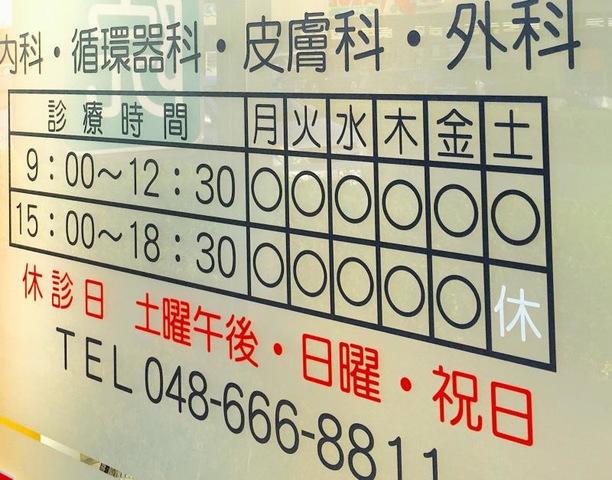 内科・循環器科・皮膚科・外科
診療時間 月 火 水 木 金 土
9：00〜12：30 ○ ○ ○ ○ ○ ○
15：00〜18：30 ○ ○ ○ ○ ○ 休
休診日 土曜午後・日曜・祝日
TEL 048-666-8811